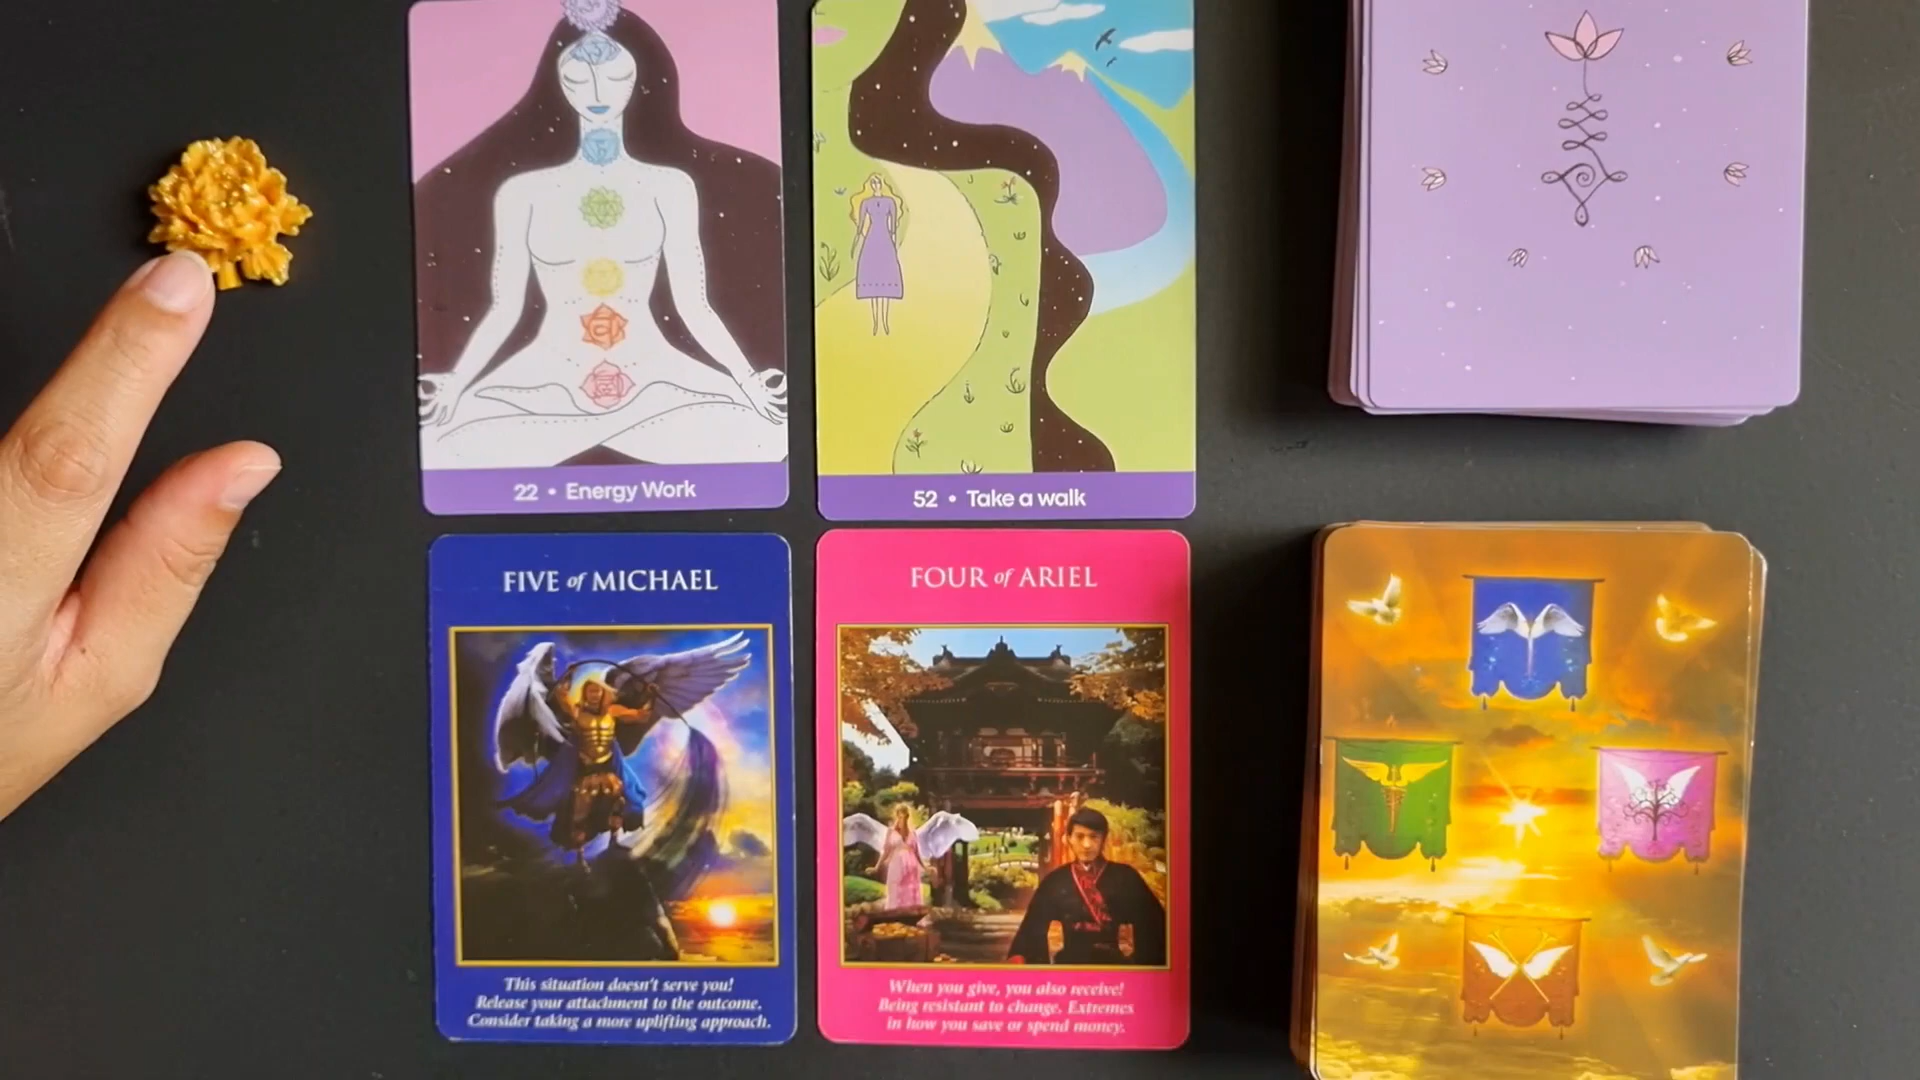 22 • Energy Work
52 • Take a walk
FIVE of MICHAEL
This situation doesn't serve you!
Release your attachment to the outcome.
Consider taking a more uplifting approach.
FOUR of ARIEL
When you give, you also receive!
Being resistant to change. Extremes
in how you save or spend money.